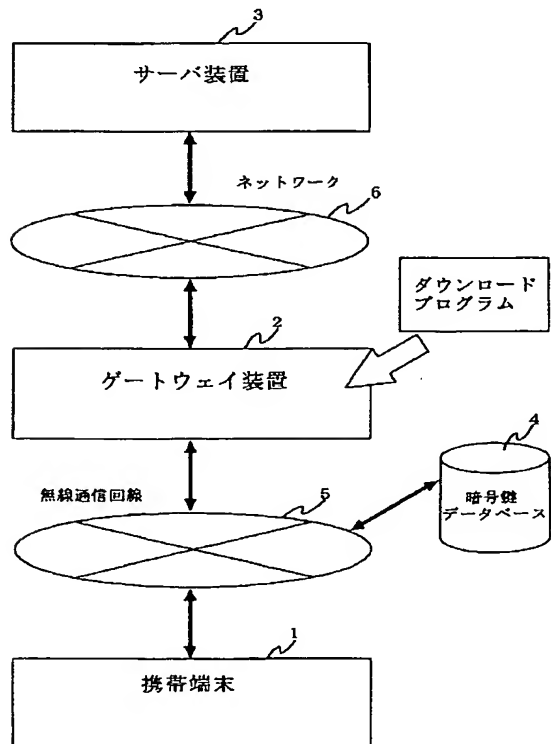 3
サーバ装置
ネットワーク
6
ダウンロード
プログラム
2
ゲートウェイ装置
4
暗号鍵
データベース
無線通信回線
5
1
携帯端末